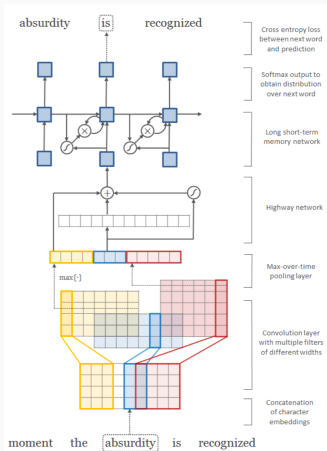 absurdity is recognized
Cross entropy loss
between next word
and prediction
Softmax output to
obtain distribution
over next word
Long short-term
memory network
Highway network
Max-over-time
pooling layer
max{·}
Convolution layer
with multiple filters
of different widths
Concatenation
of character
embeddings
moment the absurdity is recognized